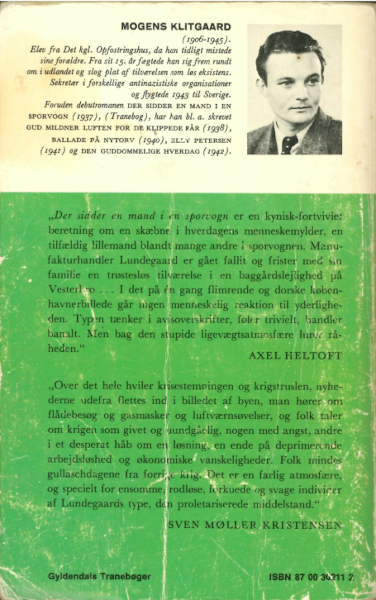 MOGENS KLITGAARD
(1906-1945).
Elev fra Det kgl. Opfostringshus, da han tidligt mistede
sine forældre. Fra sit 15. år fægtede han sig frem rundt
om i udlandet og slog plat af tilværelsen som løs eksistens.
Sekretær i forskellige antinazistiske organisationer
og flygtede 1943 til Sverige.
Foruden debutromanen DER SIDDER EN MAND I EN
SPORVOGN (1937), (Tranebog), har han bl. a. skrevet
GUD MILDNER LUFTEN FOR DE KLIPPEDE FÅR (1938),
BALLADE PÅ NYTORV (1940), ELLY PETERSEN
(1941) og DEN GUDDOMMELIGE HVERDAG (1942).
„Der sidder en mand i en sporvogn er en kynisk-fortvivlet
beretning om en skæbne i hverdagens menneskemylder, en
tilfældig lillemand blandt mange andre i sporvognen. Manu-
fakturhandler Lundegaard er gået fallit og frister med sin
familie en trøstesløs tilværelse i en baggårdslejlighed på
Vesterbro . . . I det på én gang flimrende og dorske køben-
havnerbillede går ingen menneskelig reaktion til yderlighe-
den. Typen tænker i avisoverskrifter, føler trivielt, handler
banalt. Men bag den stupide ligevægtsatmosfære lurer rå-
heden.“
AXEL HELTOFT
„Over det hele hviler krisestemningen og krigstruslen, nyhe-
derne udefra flettes ind i billedet af byen, man hører om
flådebesøg og gasmasker og luftværnsøvelser, og folk taler
om krigen som givet og uundgåelig, nogen med angst, andre
i et desperat håb om en løsning, en ende på deprimerende
arbejdsløshed og økonomiske vanskeligheder. Folk mindes
gullaschdagene fra forrige krig. Det er en farlig atmosfære,
og specielt for ensomme, rodløse, forkuede og svage individer
af Lundegaards type, den proletariserede middelstand.“
SVEN MØLLER KRISTENSEN
Gyldendals Tranebøger
ISBN 87 00 30211 2